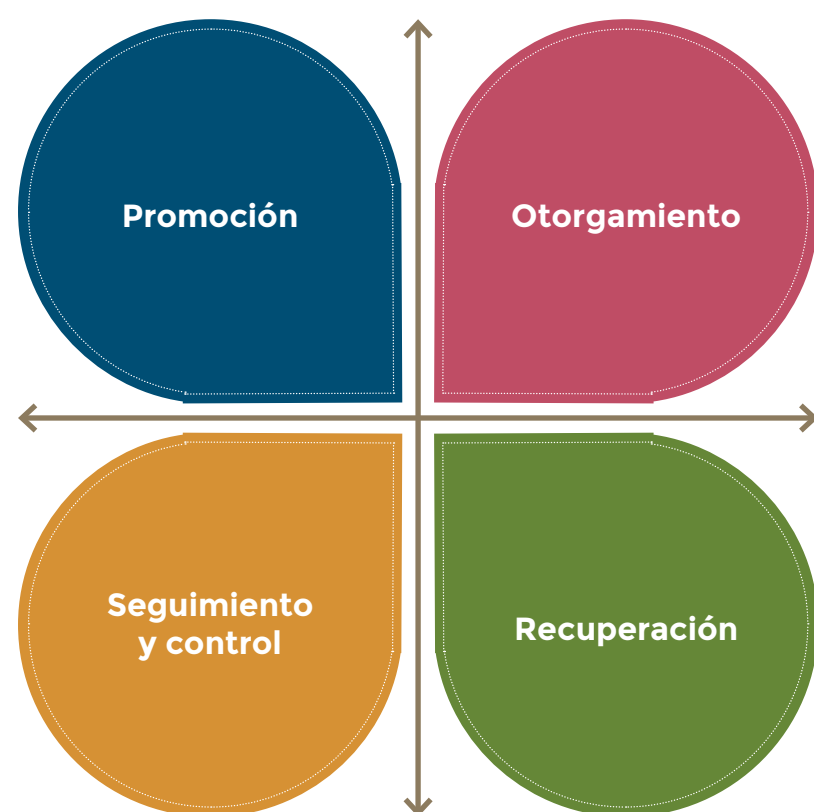 Promoción
Otorgamiento
Seguimiento
y control
Recuperación